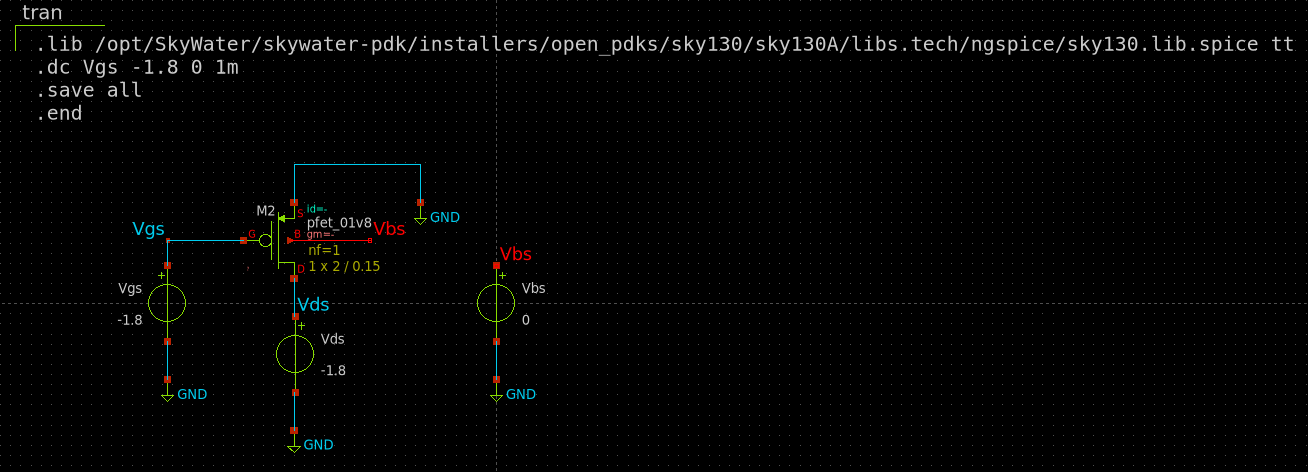 tran
.lib /opt/SkyWater/skywater-pdk/installers/open_pdks/sky130/sky130A/libs.tech/ngspice/sky130.lib.spice tt
.dc Vgs -1.8 0 1m
.save all
.end
M2
S
id=-
GND
pfet_01v8
Vgs
G
B
gm=-
Vbs
nf=1
D
1 x 2 / 0.15
Vbs
+
Vgs
-1.8
GND
Vds
+
Vds
-1.8
GND
+
Vbs
0
GND